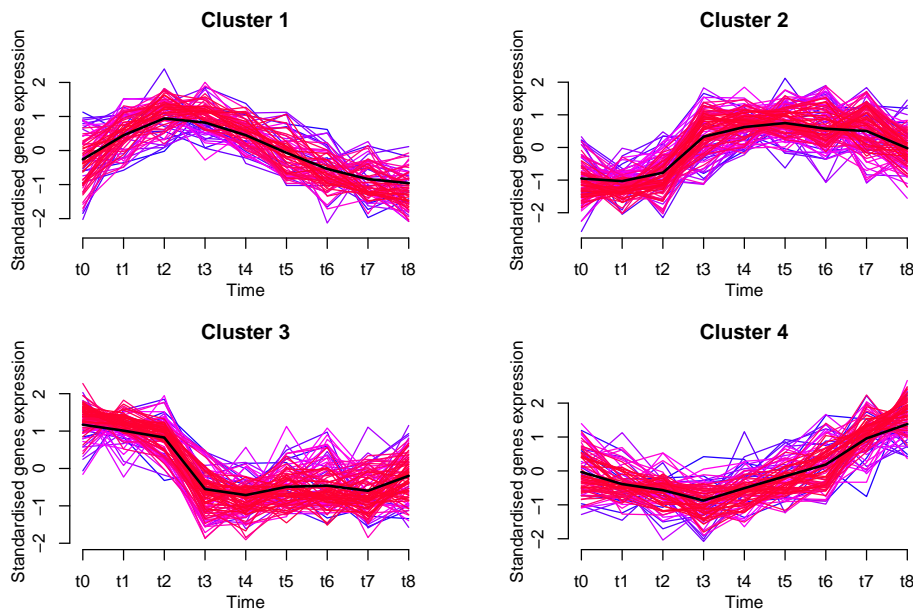 Cluster 1
Standardised genes expression
2
1
0
−1
−2
t0 t1 t2 t3 t4 t5 t6 t7 t8
Time
Cluster 2
Standardised genes expression
2
1
0
−1
−2
t0 t1 t2 t3 t4 t5 t6 t7 t8
Time
Cluster 3
Standardised genes expression
2
1
0
−1
−2
t0 t1 t2 t3 t4 t5 t6 t7 t8
Time
Cluster 4
Standardised genes expression
2
1
0
−1
−2
t0 t1 t2 t3 t4 t5 t6 t7 t8
Time